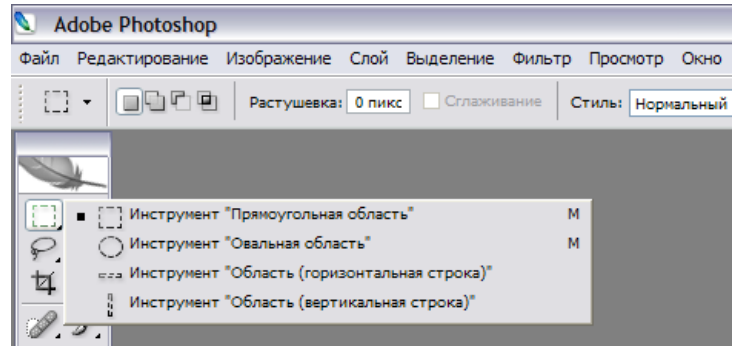 Adobe Photoshop
Файл Редактирование Изображение Слой Выделение Фильтр Просмотр Окно
Растушевка: 0 пикс Сглаживание Стиль: Нормальный
Инструмент "Прямоугольная область" M
Инструмент "Овальная область" M
Инструмент "Область (горизонтальная строка)"
Инструмент "Область (вертикальная строка)"